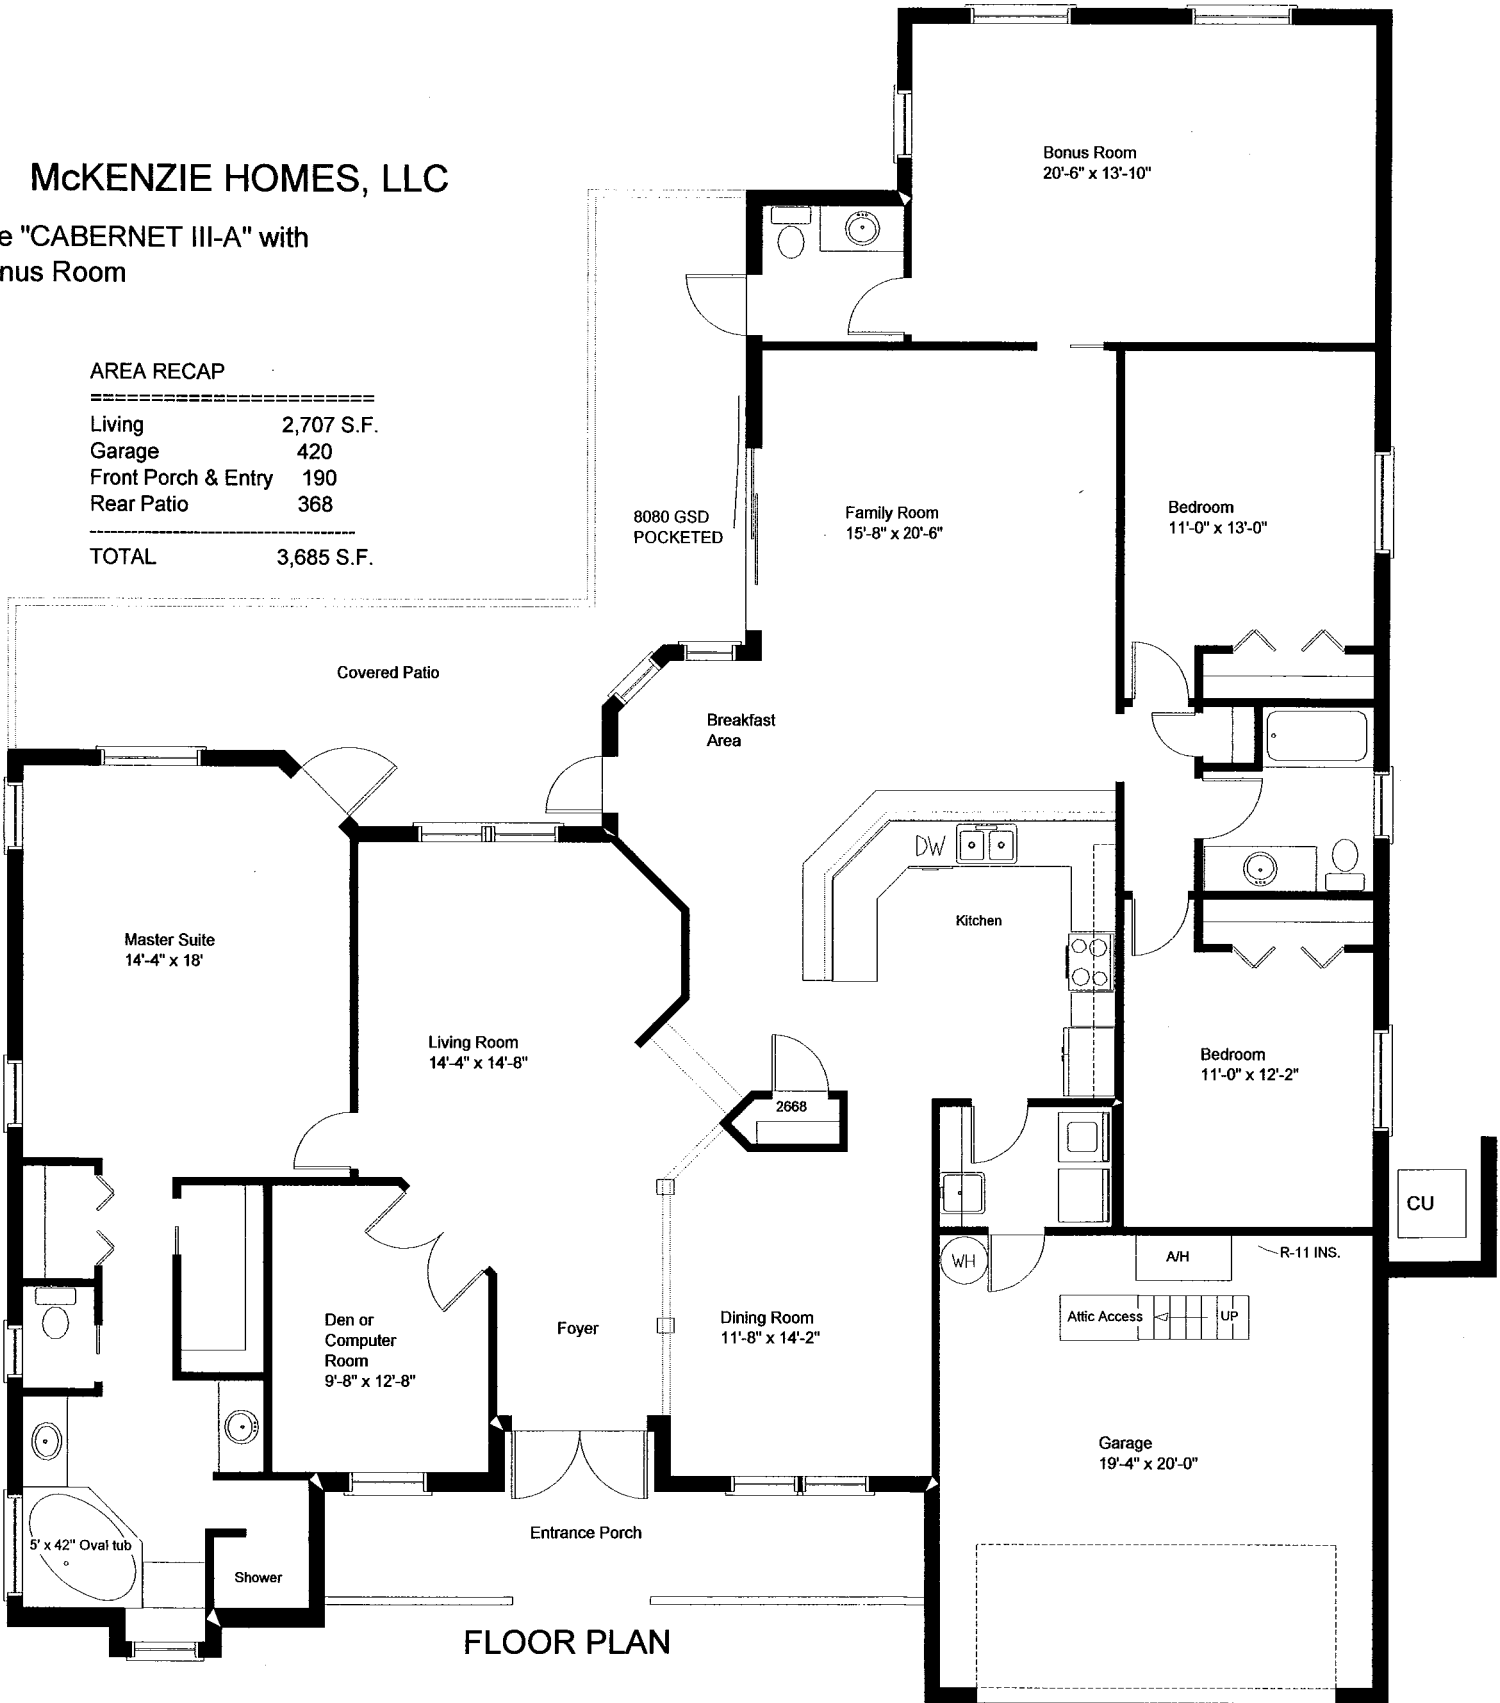 McKENZIE HOMES, LLC
e "CABERNET III-A" with
nus Room
AREA RECAP
========================
Living 2,707 S.F.
Garage 420
Front Porch & Entry 190
Rear Patio 368
------------------------------------
TOTAL 3,685 S.F.
Bonus Room
20'-6" x 13'-10"
8080 GSD
POCKETED
Family Room
15'-8" x 20'-6"
Bedroom
11'-0" x 13'-0"
Covered Patio
Breakfast
Area
DW
Kitchen
Master Suite
14'-4" x 18'
Living Room
14'-4" x 14'-8"
Bedroom
11'-0" x 12'-2"
2668
CU
WH
A/H
R-11 INS.
Attic Access
UP
Den or
Computer
Room
9'-8" x 12'-8"
Foyer
Dining Room
11'-8" x 14'-2"
Garage
19'-4" x 20'-0"
5' x 42" Oval tub
Shower
Entrance Porch
FLOOR PLAN